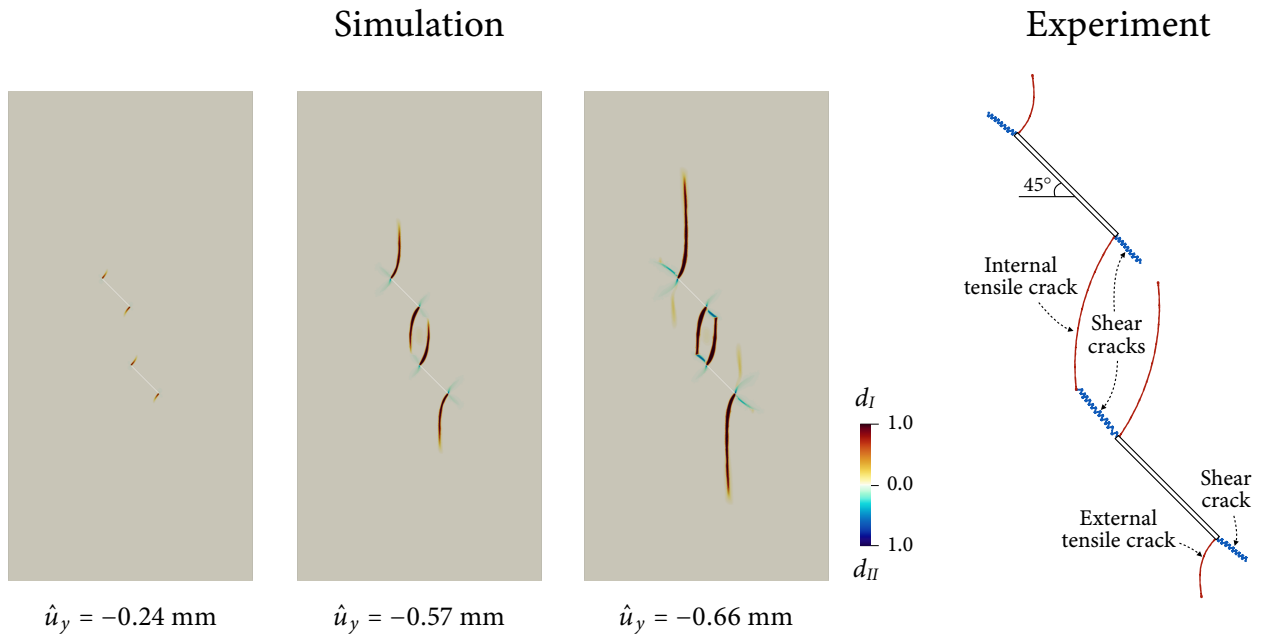 Simulation
Experiment
45°
Internal
tensile crack
Shear
cracks
d_I
1.0
0.0
1.0
d_II
Shear
crack
External
tensile crack
û_y = −0.24 mm
û_y = −0.57 mm
û_y = −0.66 mm